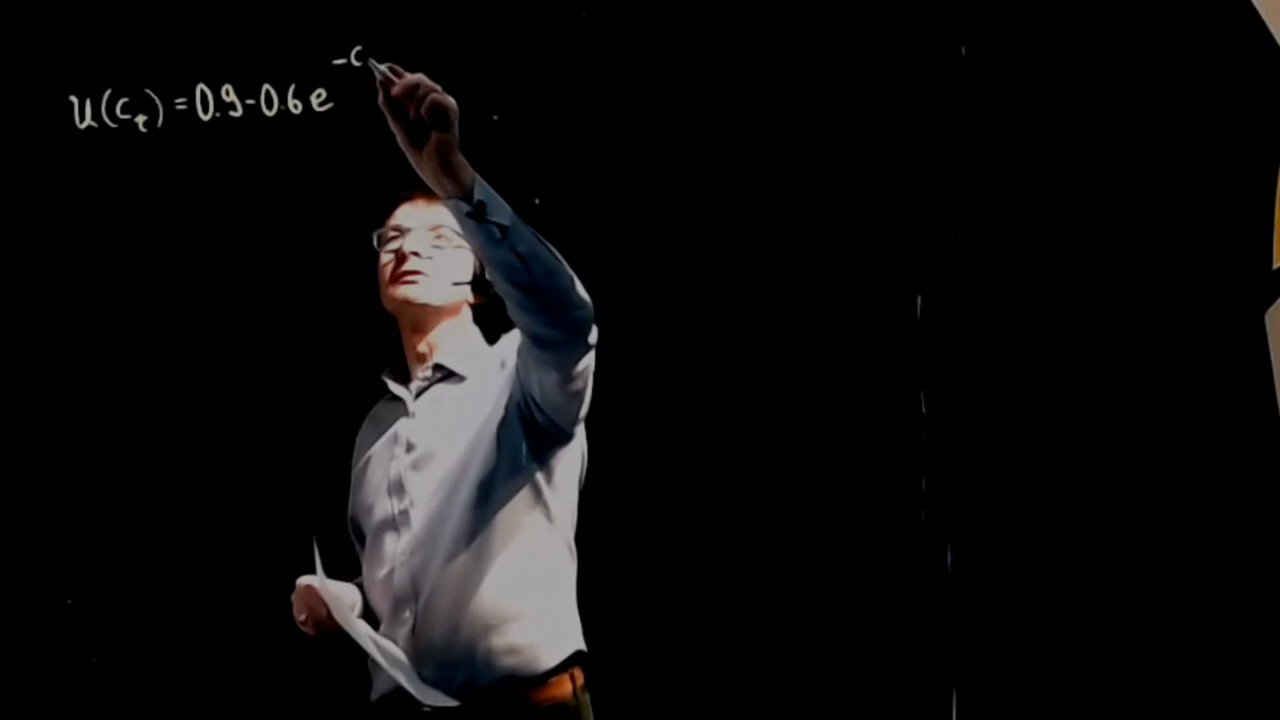 u(c_t) = 0.9 - 0.6 e^{-c}